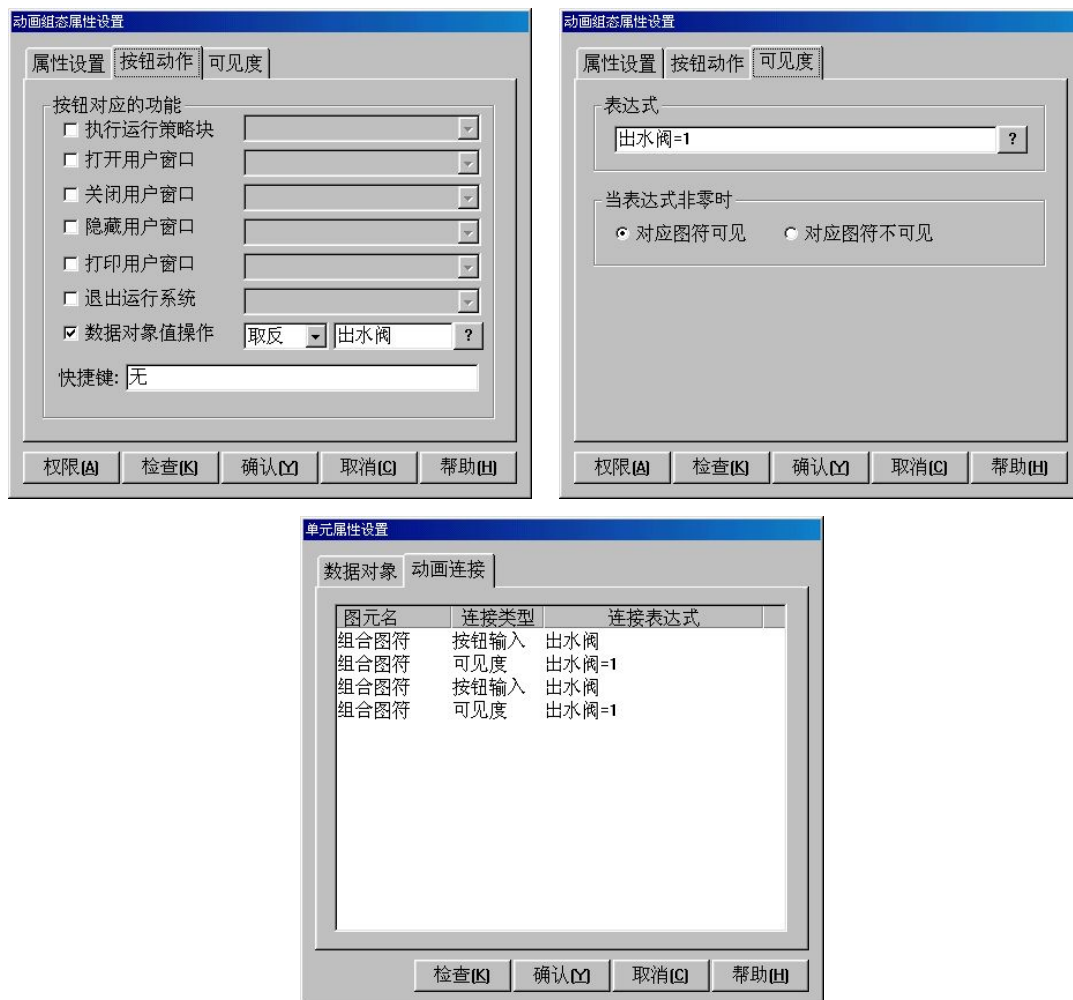 动画组态属性设置
属性设置 按钮动作 可见度
按钮对应的功能
执行运行策略块
打开用户窗口
关闭用户窗口
隐藏用户窗口
打印用户窗口
退出运行系统
数据对象值操作 取反 出水阀 ?
快捷键: 无
权限(A) 检查(K) 确认(Y) 取消(C) 帮助(H)
动画组态属性设置
属性设置 按钮动作 可见度
表达式
出水阀=1 ?
当表达式非零时
对应图符可见 对应图符不可见
权限(A) 检查(K) 确认(Y) 取消(C) 帮助(H)
单元属性设置
数据对象 动画连接
图元名 连接类型 连接表达式
组合图符 按钮输入 出水阀
组合图符 可见度 出水阀=1
组合图符 按钮输入 出水阀
组合图符 可见度 出水阀=1
检查(K) 确认(Y) 取消(C) 帮助(H)